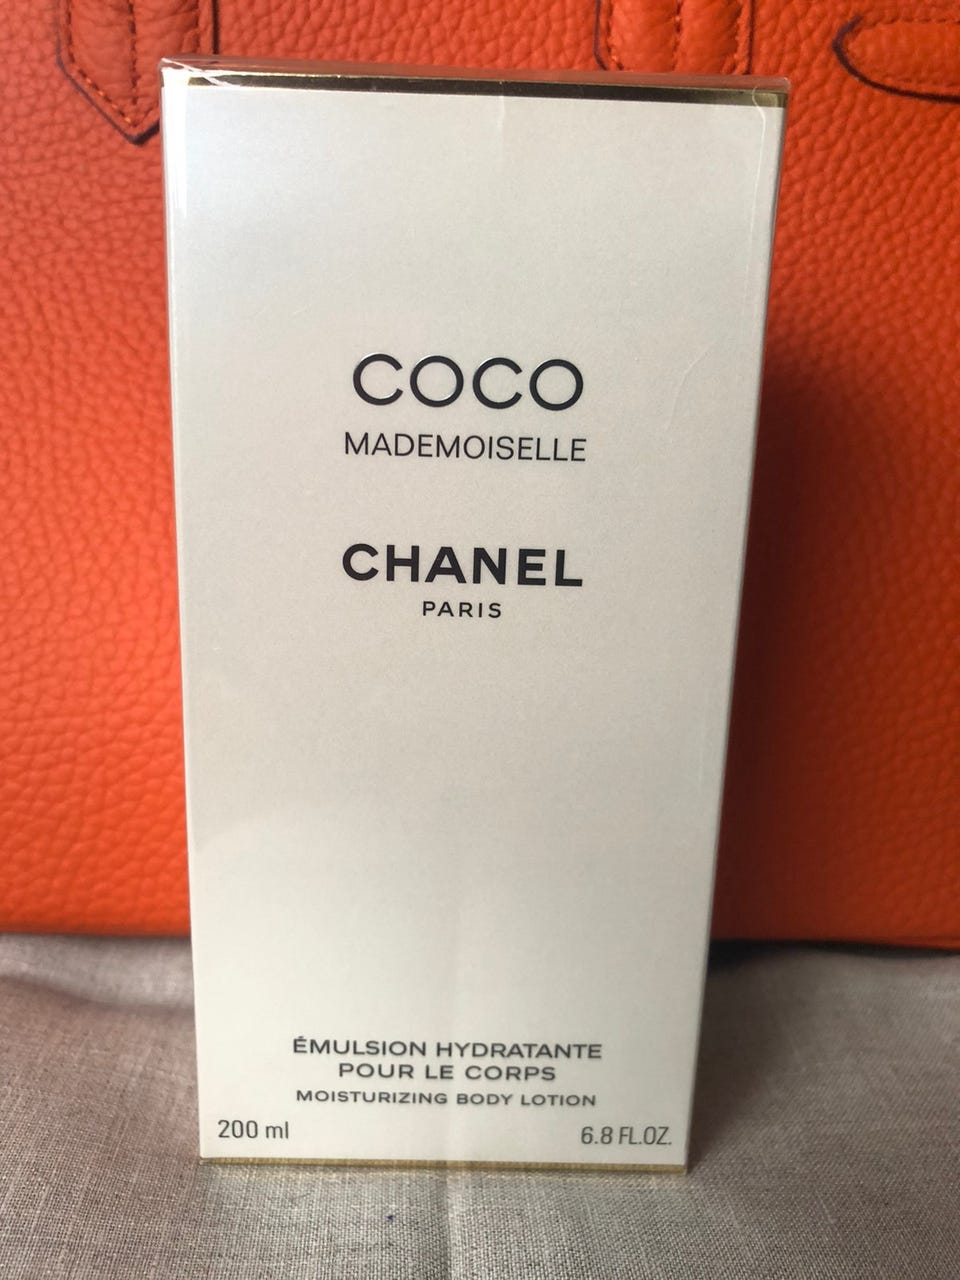 COCO
MADEMOISELLE
CHANEL
PARIS
ÉMULSION HYDRATANTE
POUR LE CORPS
MOISTURIZING BODY LOTION
200 ml 6.8 FL.OZ.